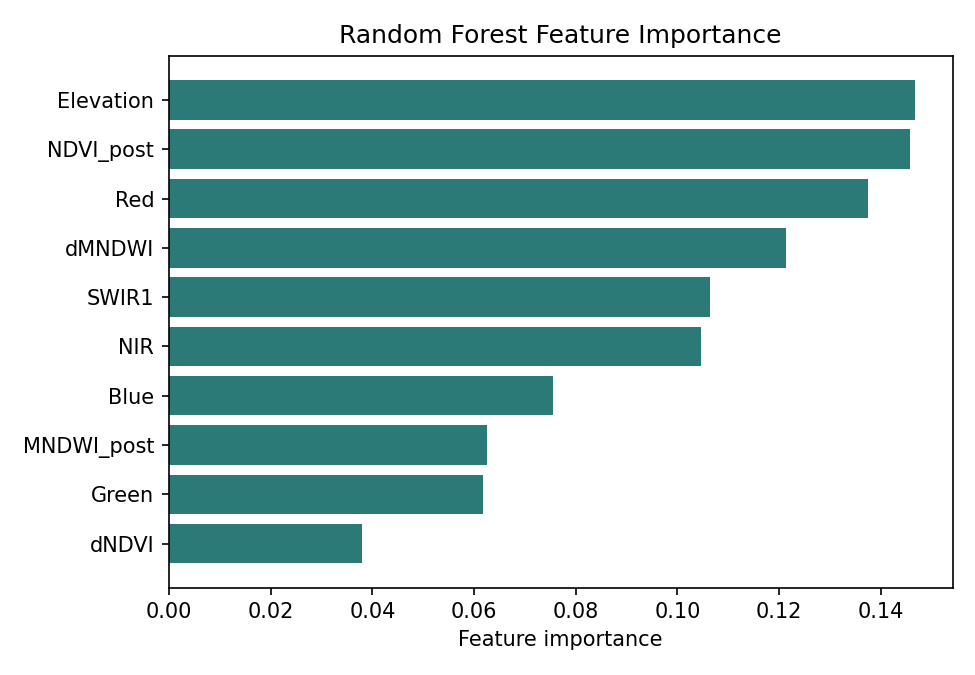 Random Forest Feature Importance
Elevation
NDVI_post
Red
dMNDWI
SWIR1
NIR
Blue
MNDWI_post
Green
dNDVI
0.00 0.02 0.04 0.06 0.08 0.10 0.12 0.14
Feature importance